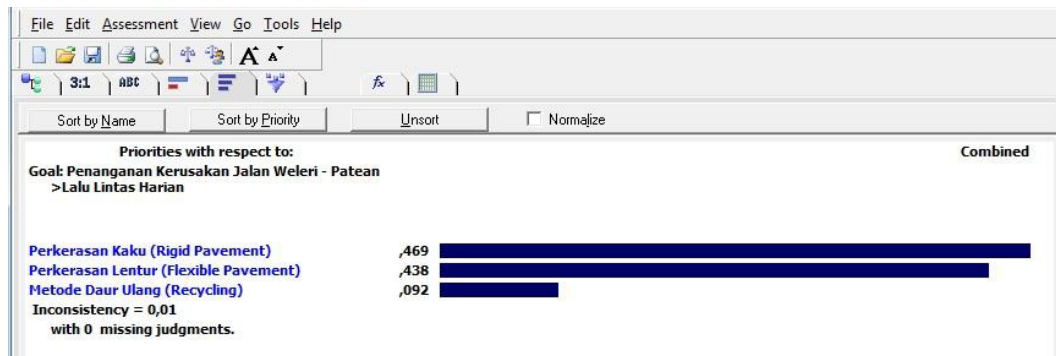 File Edit Assessment View Go Tools Help
A A
3:1 ABC fx
Sort by Name Sort by Priority Unsort Normalize
Priorities with respect to: Combined
Goal: Penanganan Kerusakan Jalan Weleri - Patean
>Lalu Lintas Harian
Perkerasan Kaku (Rigid Pavement) ,469
Perkerasan Lentur (Flexible Pavement) ,438
Metode Daur Ulang (Recycling) ,092
Inconsistency = 0,01
with 0 missing judgments.